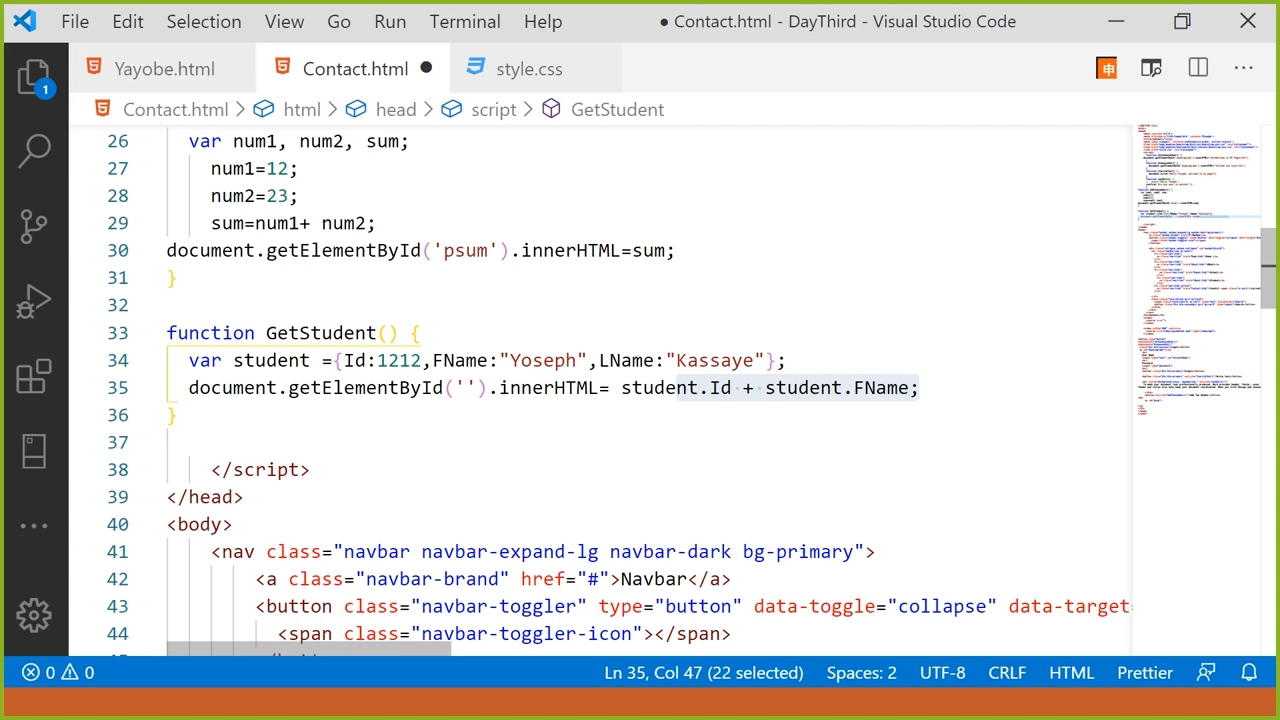 File Edit Selection View Go Run Terminal Help ● Contact.html - DayThird - Visual Studio Code
Yayobe.html Contact.html style.css
Contact.html > html > head > script > GetStudent
1
26 var num1, num2, sum;
27 num1=12;
28 num2=23;
29 sum=num1+ num2;
30 document.getElementById('psum').innerHTML=sum;
31 }
32
33 function GetStudent() {
34 var student ={Id:1212, :"Yoseph",LName:"Kassaye"};
35 document.getElementById('').innerHTML= student.Id + student.FName;
36 }
37
38 </script>
39 </head>
40 <body>
41 <nav class="navbar navbar-expand-lg navbar-dark bg-primary">
42 <a class="navbar-brand" href="#">Navbar</a>
43 <button class="navbar-toggler" type="button" data-toggle="collapse" data-target=
44 <span class="navbar-toggler-icon"></span>
0 0 Ln 35, Col 47 (22 selected) Spaces: 2 UTF-8 CRLF HTML Prettier